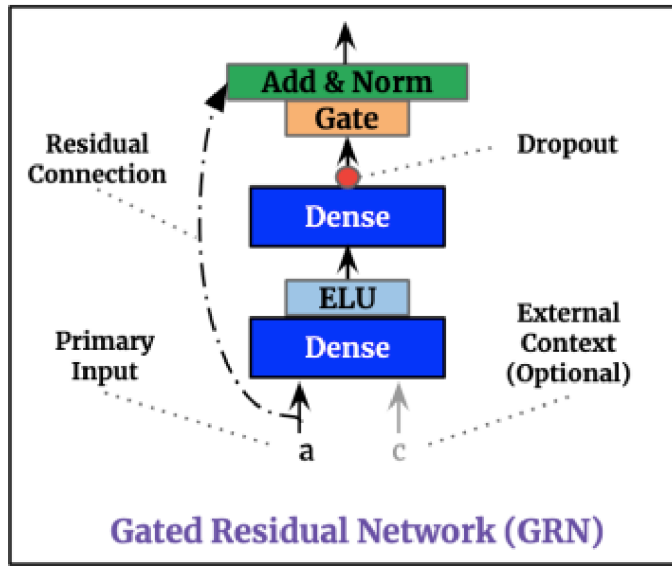 Add & Norm
Gate
Residual
Connection
Dropout
Dense
ELU
Dense
Primary
Input
External
Context
(Optional)
a
c
Gated Residual Network (GRN)